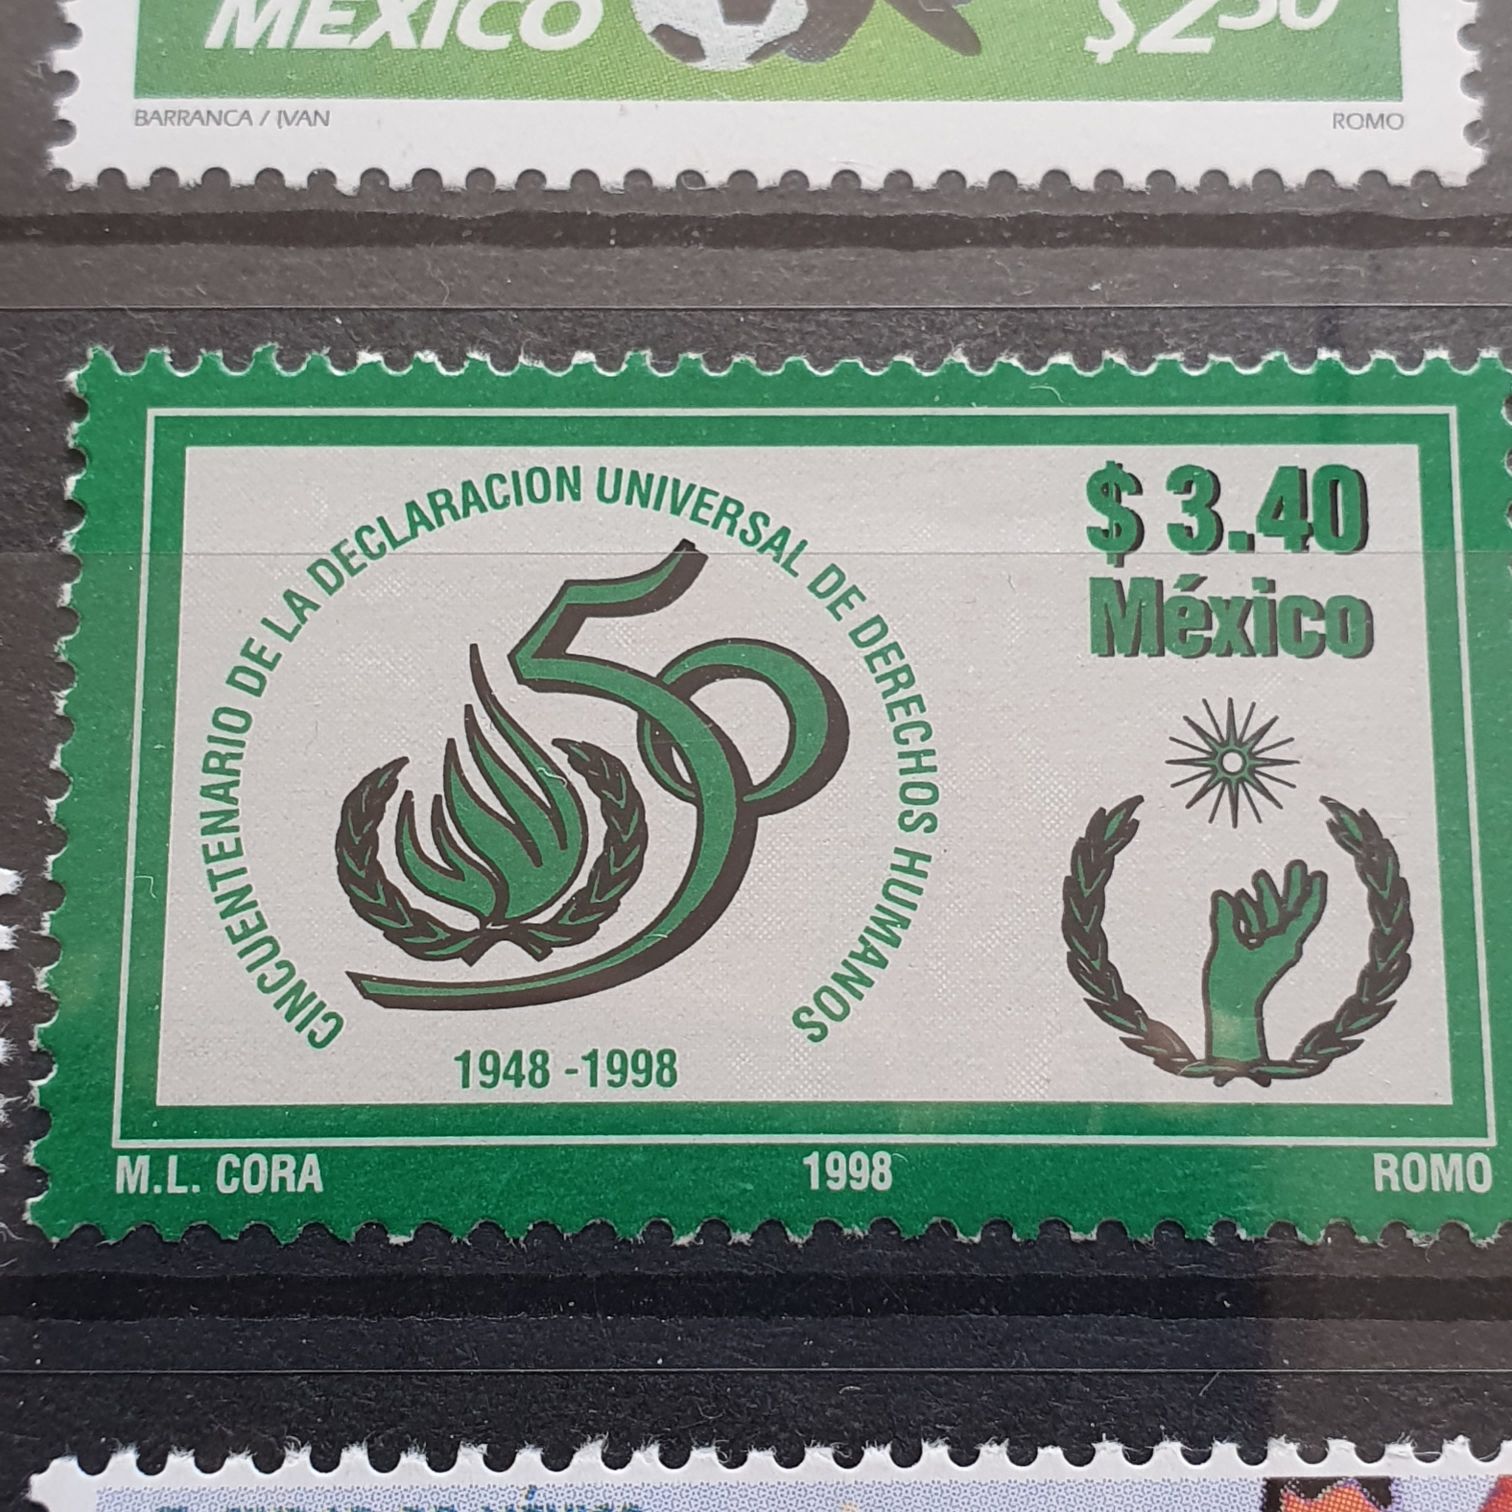 MEXICO
$2.50
BARRANCA / IVAN
ROMO
CINCUENTENARIO DE LA DECLARACION UNIVERSAL DE DERECHOS HUMANOS
50
1948 -1998
$ 3.40
México
M.L. CORA
1998
ROMO